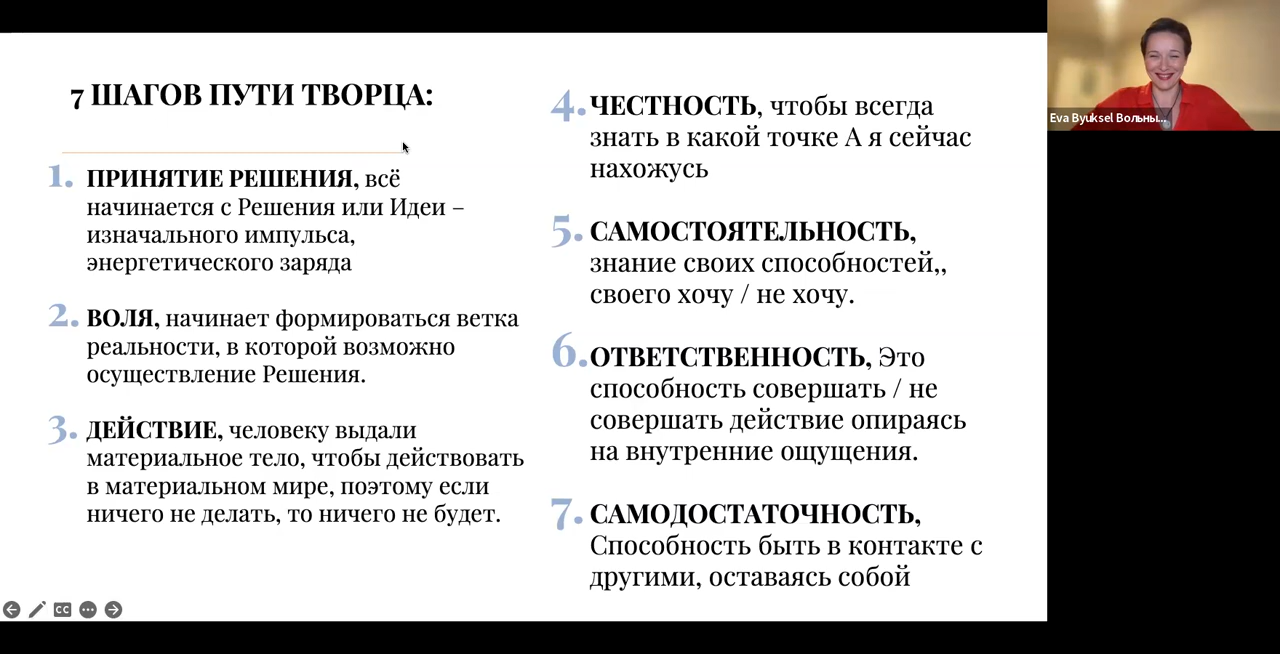 7 ШАГОВ ПУТИ ТВОРЦА:
1. ПРИНЯТИЕ РЕШЕНИЯ, всё
начинается с Решения или Идеи –
изначального импульса,
энергетического заряда
2. ВОЛЯ, начинает формироваться ветка
реальности, в которой возможно
осуществление Решения.
3. ДЕЙСТВИЕ, человеку выдали
материальное тело, чтобы действовать
в материальном мире, поэтому если
ничего не делать, то ничего не будет.
4. ЧЕСТНОСТЬ, чтобы всегда
знать в какой точке А я сейчас
нахожусь
5. САМОСТОЯТЕЛЬНОСТЬ,
знание своих способностей,,
своего хочу / не хочу.
6. ОТВЕТСТВЕННОСТЬ, Это
способность совершать / не
совершать действие опираясь
на внутренние ощущения.
7. САМОДОСТАТОЧНОСТЬ,
Способность быть в контакте с
другими, оставаясь собой
Eva Byuksel Вольны...
CC